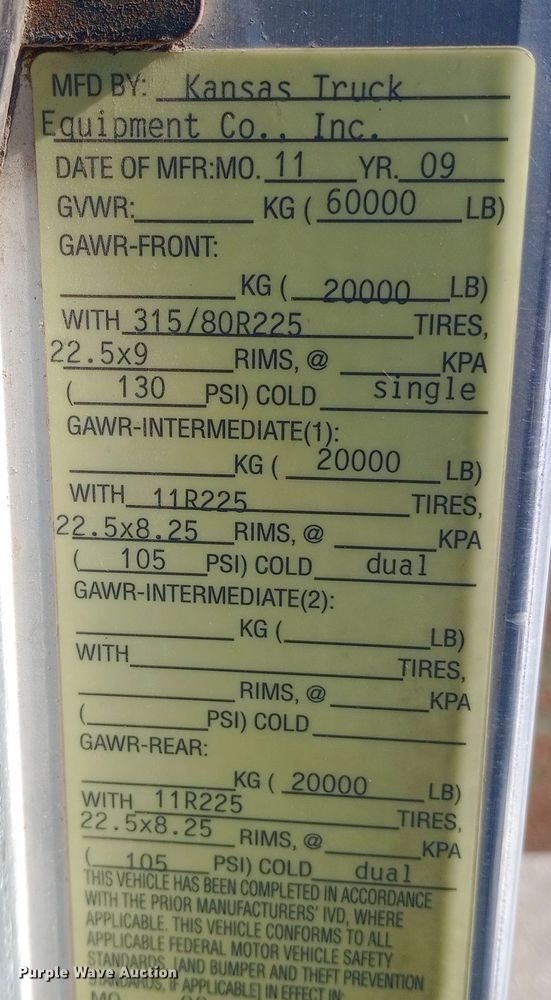 MFD BY: Kansas Truck
Equipment Co., Inc.
DATE OF MFR:MO. 11 YR. 09
GVWR: KG ( 60000 LB)
GAWR-FRONT:
KG ( 20000 LB)
WITH 315/80R225 TIRES,
22.5x9 RIMS, @ KPA
( 130 PSI) COLD single
GAWR-INTERMEDIATE(1):
KG ( 20000 LB)
WITH 11R225 TIRES,
22.5x8.25 RIMS, @ KPA
( 105 PSI) COLD dual
GAWR-INTERMEDIATE(2):
KG ( LB)
WITH TIRES,
RIMS, @ KPA
( PSI) COLD
GAWR-REAR:
KG ( 20000 LB)
WITH 11R225 TIRES,
22.5x8.25 RIMS, @ KPA
( 105 PSI) COLD dual
THIS VEHICLE HAS BEEN COMPLETED IN ACCORDANCE
WITH THE PRIOR MANUFACTURERS' IVD, WHERE
APPLICABLE. THIS VEHICLE CONFORMS TO ALL
APPLICABLE FEDERAL MOTOR VEHICLE SAFETY
STANDARDS, [AND BUMPER AND THEFT PREVENTION
STANDARDS, IF APPLICABLE] IN EFFECT IN:
Purple Wave Auction